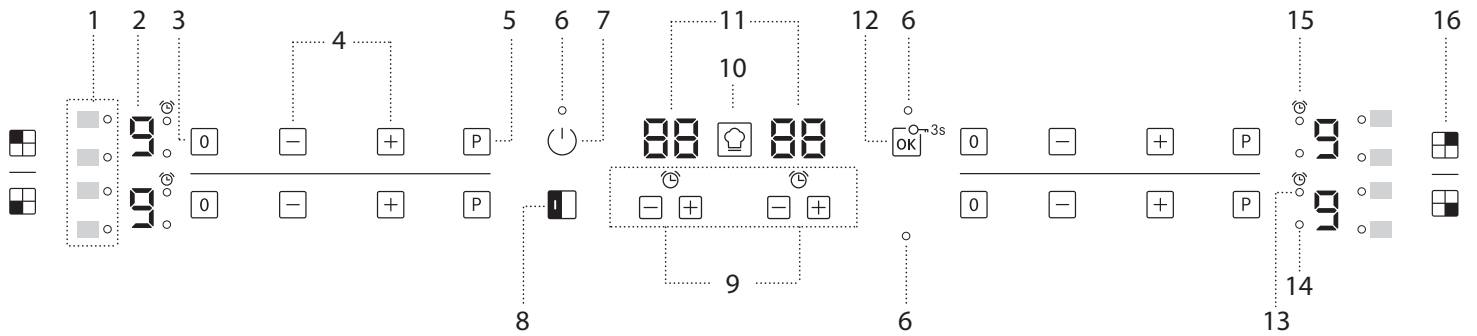 1 2 3 4 5 6 7 11 12 6 15 16
10
9 0 − + P 88 88 3s OK 0 − + P 9
9 0 − + P − + − + 0 − + P 9
9 14
8 6 13